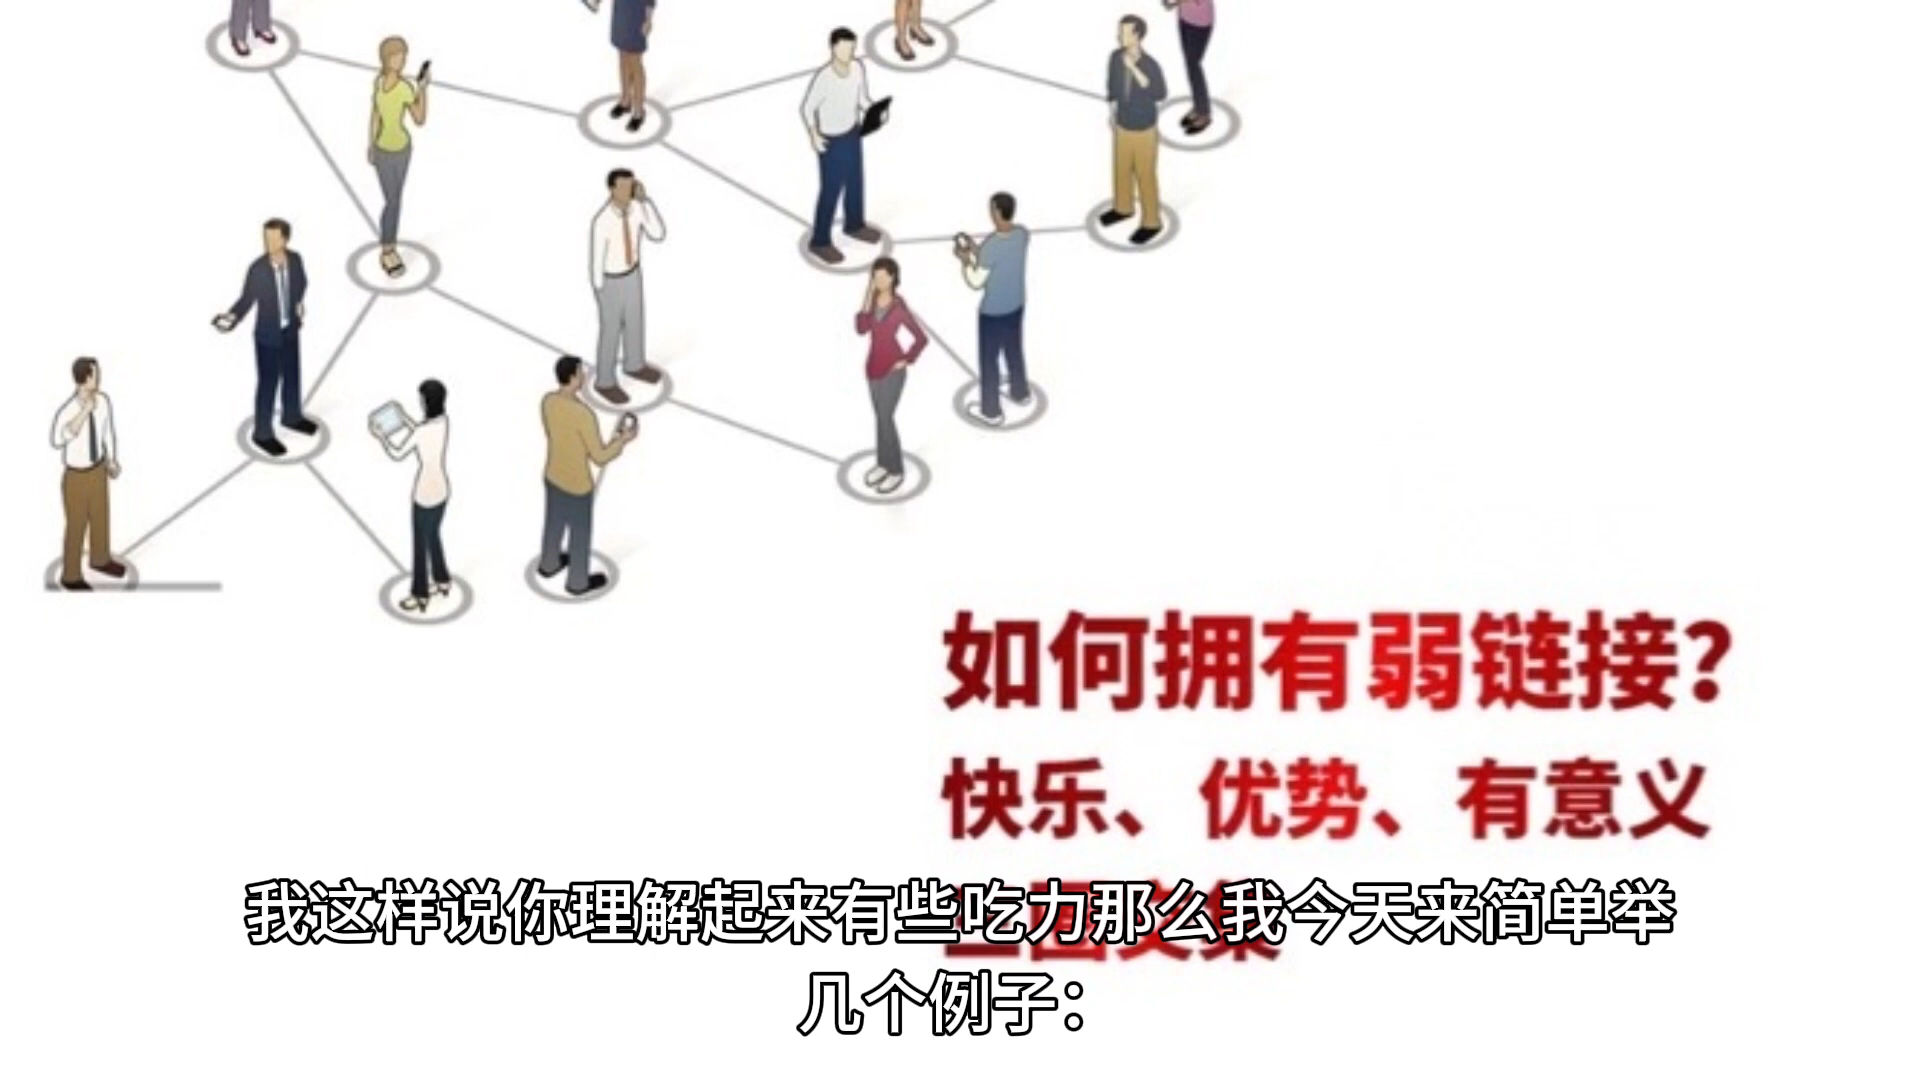 如何拥有弱链接？
快乐、优势、有意义
我这样说你理解起来有些吃力那么我今天来简单举
几个例子：